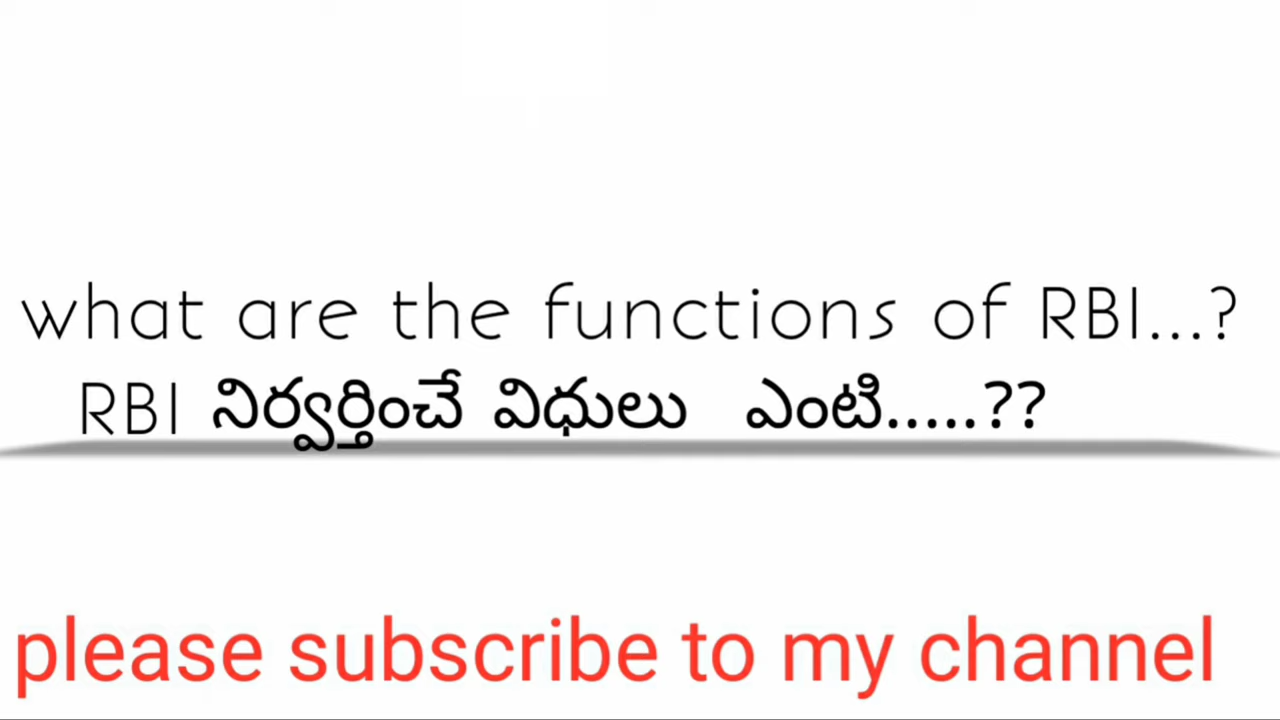 what are the functions of RBI...?
RBI నిర్వర్తించే విధులు ఎంటి.....??
please subscribe to my channel